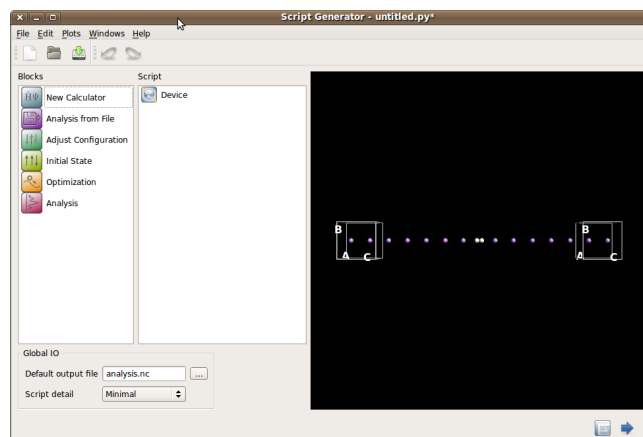 Script Generator - untitled.py*
File Edit Plots Windows Help
Blocks
Script
New Calculator
Analysis from File
Adjust Configuration
Initial State
Optimization
Analysis
Device
B
A
C
B
A
C
Global IO
Default output file analysis.nc ...
Script detail Minimal